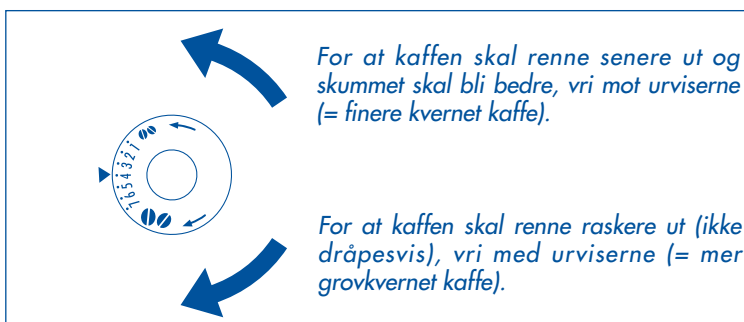 For at kaffen skal renne senere ut og
skummet skal bli bedre, vri mot urviserne
(= finere kvernet kaffe).
7654321
For at kaffen skal renne raskere ut (ikke
dråpesvis), vri med urviserne (= mer
grovkvernet kaffe).